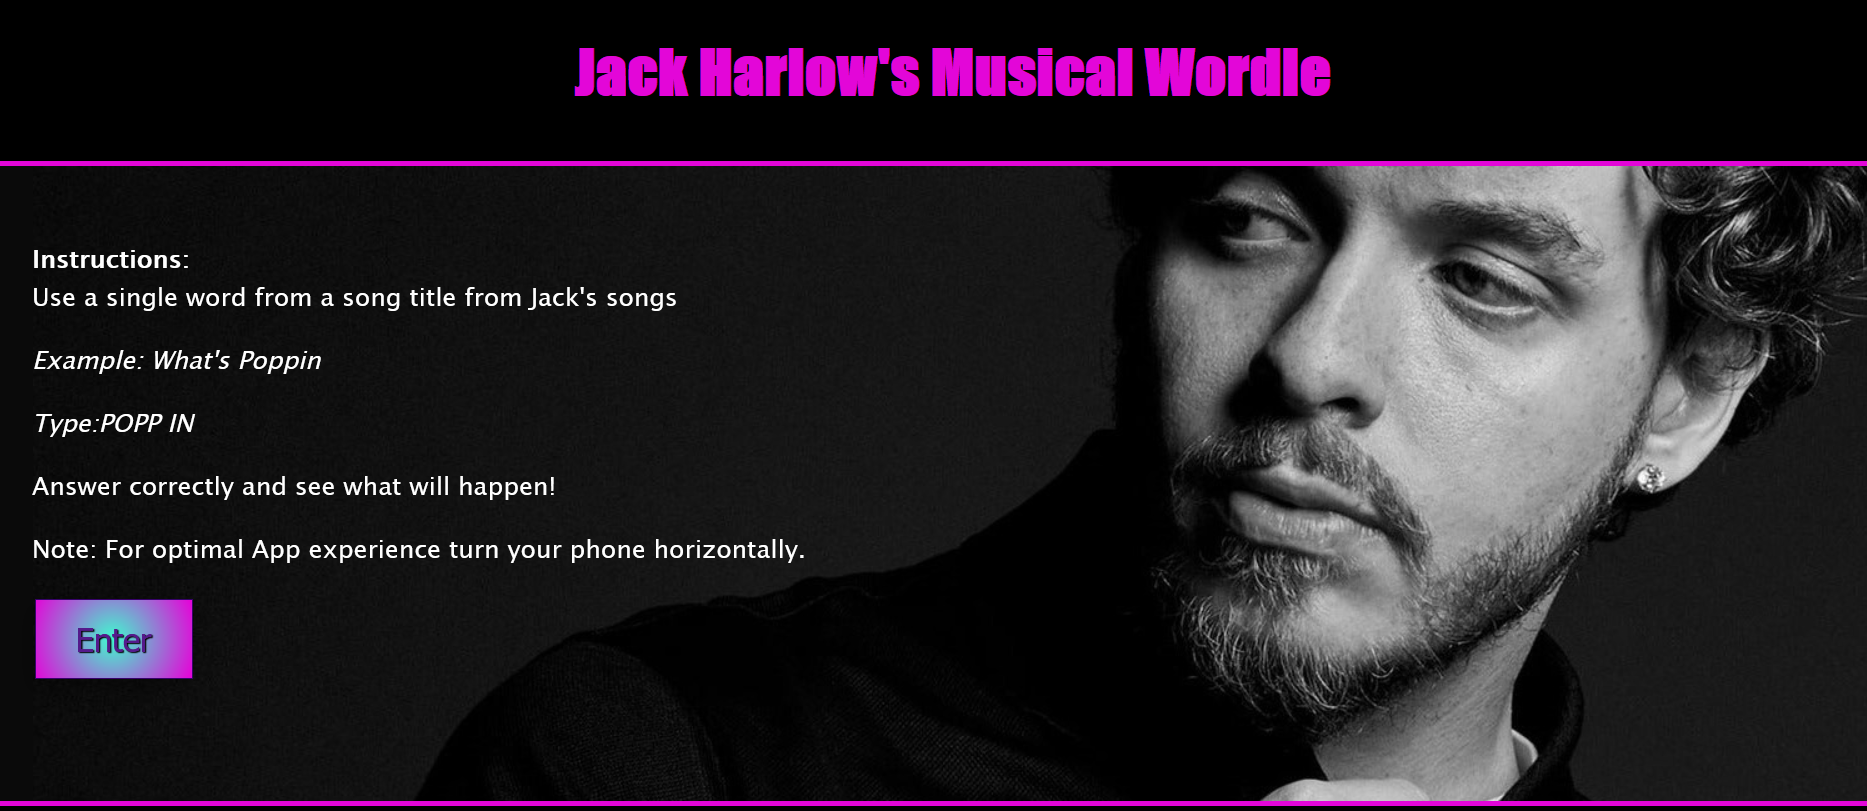 Jack Harlow's Musical Wordle
Instructions:
Use a single word from a song title from Jack's songs
Example: What's Poppin
Type:POPP IN
Answer correctly and see what will happen!
Note: For optimal App experience turn your phone horizontally.
Enter